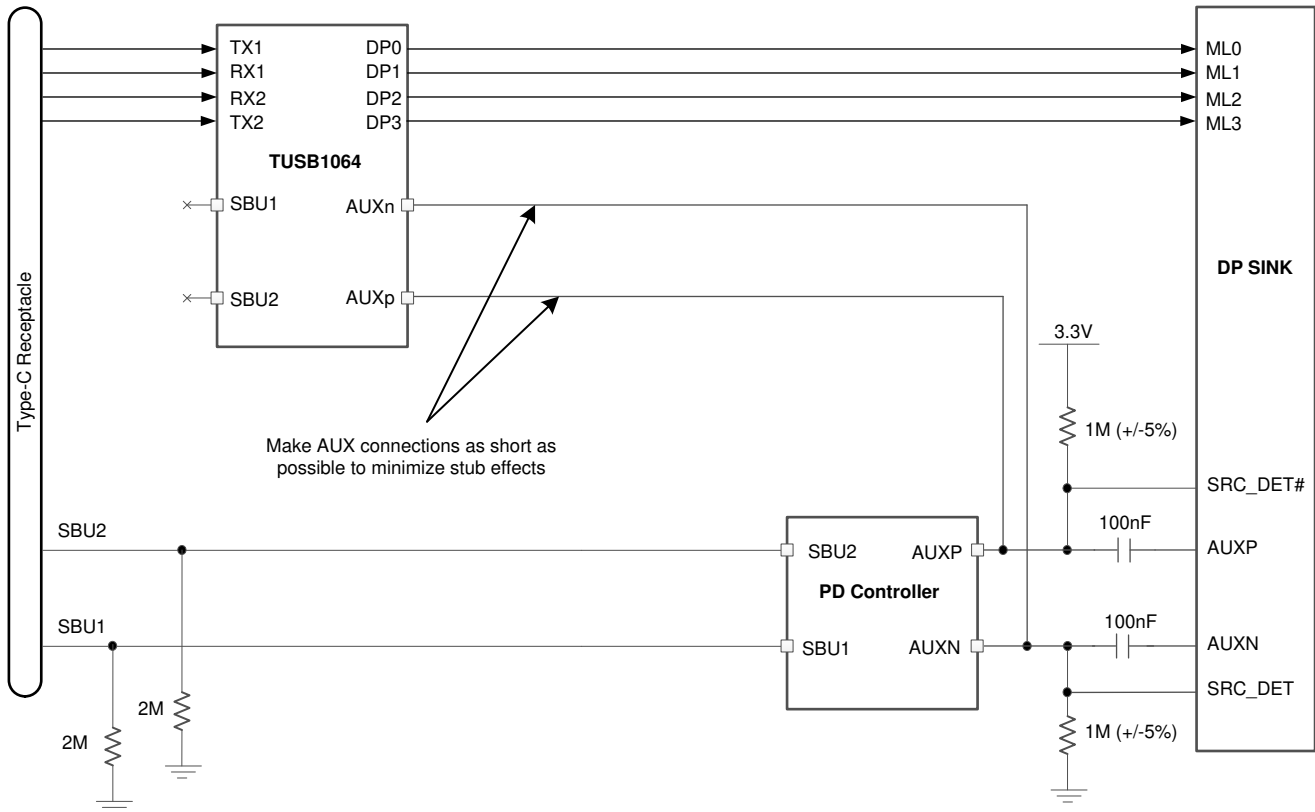 TX1
DP0
ML0
RX1
DP1
ML1
RX2
DP2
ML2
TX2
DP3
ML3
TUSB1064
SBU1
AUXn
Type-C Receptacle
DP SINK
SBU2
AUXp
3.3V
1M (+/-5%)
Make AUX connections as short as
possible to minimize stub effects
SRC_DET#
100nF
SBU2
SBU2
AUXP
AUXP
PD Controller
100nF
SBU1
SBU1
AUXN
AUXN
SRC_DET
2M
1M (+/-5%)
2M